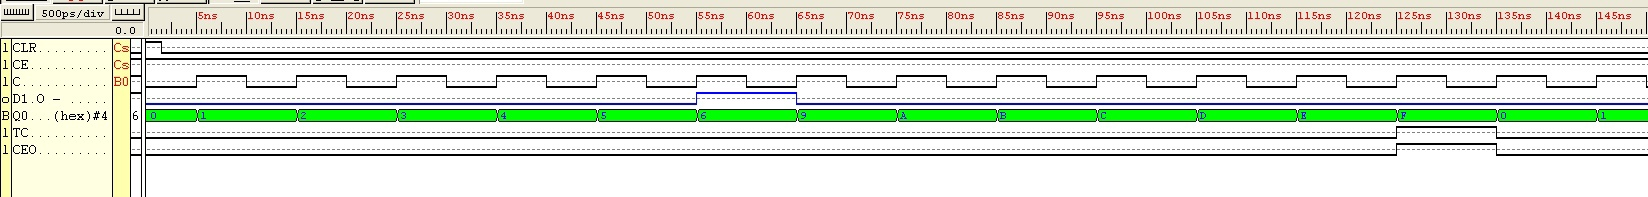 500ps/div
5ns 10ns 15ns 20ns 25ns 30ns 35ns 40ns 45ns 50ns 55ns 60ns 65ns 70ns 75ns 80ns 85ns 90ns 95ns 100ns 105ns 110ns 115ns 120ns 125ns 130ns 135ns 140ns 145ns
0.0
1 CLR.......... Cs
1 CE........... Cs
1 C............ B0
o D1.O - .....
B Q0...(hex)#4 6 0 1 2 3 4 5 6 9 A B C D E F 0 1
1 TC...........
1 CEO..........